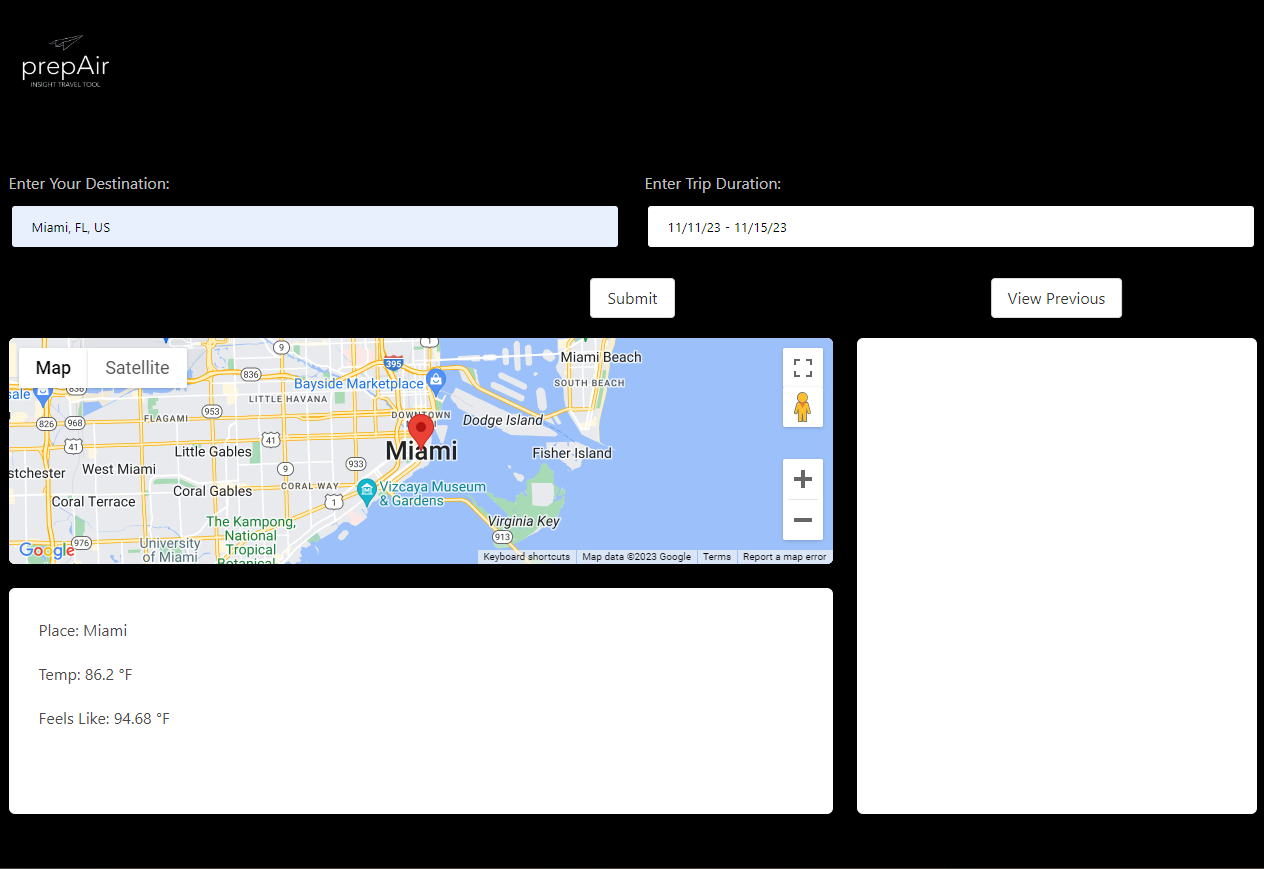 prepAir
INSIGHT TRAVEL TOOL
Enter Your Destination:
Enter Trip Duration:
Miami, FL, US
11/11/23 - 11/15/23
Submit
View Previous
Map
Satellite
9
1
395
Miami Beach
836
Bayside Marketplace
SOUTH BEACH
sale
836
LITTLE HAVANA
953
FLAGAMI
DOWNTOWN
Dodge Island
826
968
41
41
Little Gables
Miami
Fisher Island
stchester
West Miami
9
933
Coral Gables
CORAL WAY
Vizcaya Museum
& Gardens
Coral Terrace
1
The Kampong,
National
Tropical
Botanical
Virginia Key
913
Google
976
University
of Miami
Keyboard shortcuts
Map data ©2023 Google
Terms
Report a map error
Place: Miami
Temp: 86.2 °F
Feels Like: 94.68 °F